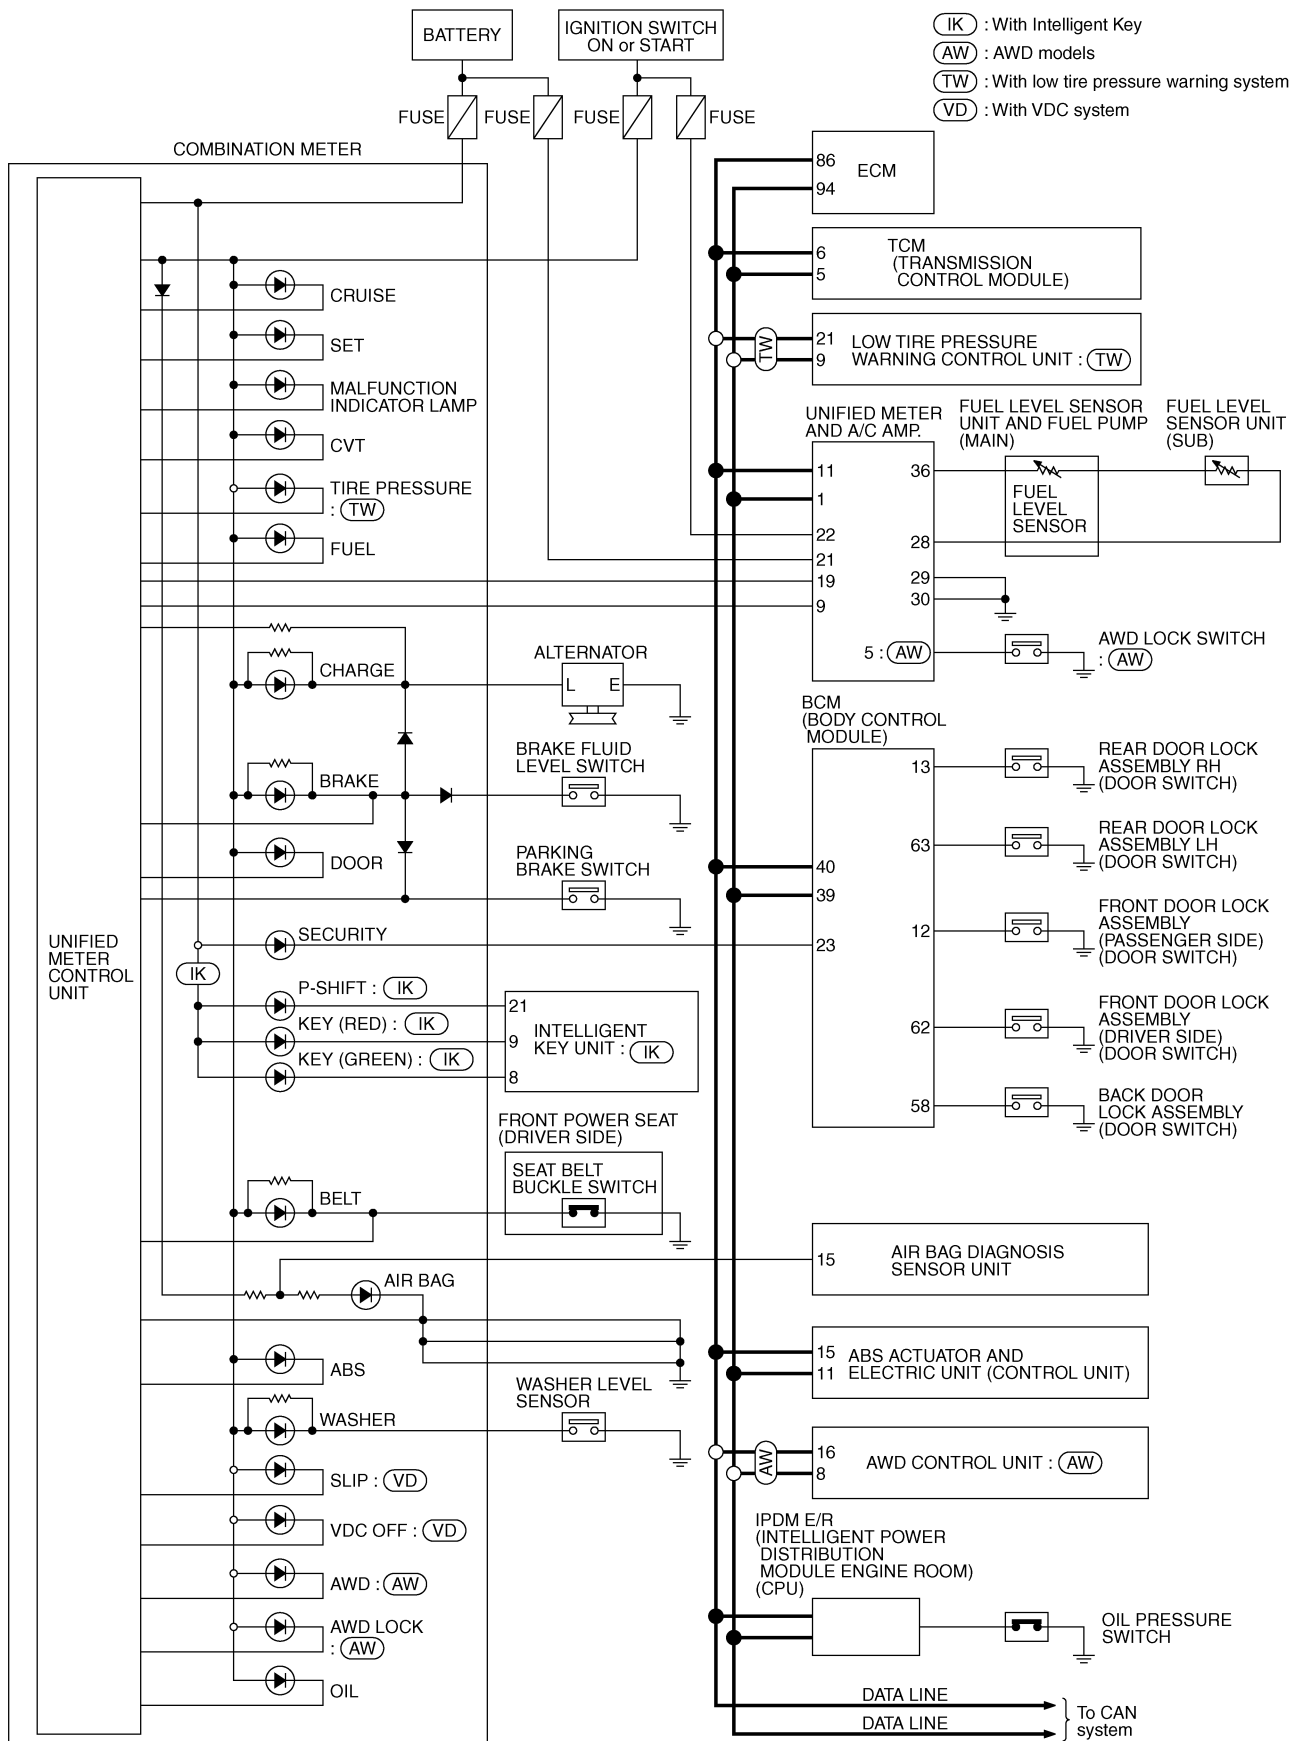 BATTERY
IGNITION SWITCH
ON or START
IK : With Intelligent Key
AW : AWD models
TW : With low tire pressure warning system
VD : With VDC system
FUSE
FUSE
FUSE
FUSE
COMBINATION METER
86
94
ECM
6
5
TCM
(TRANSMISSION
CONTROL MODULE)
CRUISE
SET
MALFUNCTION
INDICATOR LAMP
CVT
TIRE PRESSURE
: TW
FUEL
TW
21
9
LOW TIRE PRESSURE
WARNING CONTROL UNIT : TW
UNIFIED METER
AND A/C AMP.
FUEL LEVEL SENSOR
UNIT AND FUEL PUMP
(MAIN)
FUEL LEVEL
SENSOR UNIT
(SUB)
11
1
22
21
19
9
36
28
29
30
5 : AW
FUEL
LEVEL
SENSOR
AWD LOCK SWITCH
: AW
CHARGE
ALTERNATOR
L E
BRAKE
BRAKE FLUID
LEVEL SWITCH
DOOR
PARKING
BRAKE SWITCH
BCM
(BODY CONTROL
MODULE)
13
63
40
39
12
23
62
58
REAR DOOR LOCK
ASSEMBLY RH
(DOOR SWITCH)
REAR DOOR LOCK
ASSEMBLY LH
(DOOR SWITCH)
FRONT DOOR LOCK
ASSEMBLY
(PASSENGER SIDE)
(DOOR SWITCH)
FRONT DOOR LOCK
ASSEMBLY
(DRIVER SIDE)
(DOOR SWITCH)
BACK DOOR
LOCK ASSEMBLY
(DOOR SWITCH)
UNIFIED
METER
CONTROL
UNIT
SECURITY
IK
P-SHIFT : IK
KEY (RED) : IK
KEY (GREEN) : IK
21
9
8
INTELLIGENT
KEY UNIT : IK
FRONT POWER SEAT
(DRIVER SIDE)
SEAT BELT
BUCKLE SWITCH
BELT
AIR BAG
15
AIR BAG DIAGNOSIS
SENSOR UNIT
ABS
WASHER LEVEL
SENSOR
WASHER
SLIP : VD
VDC OFF : VD
AWD : AW
AWD LOCK
: AW
OIL
15
11
ABS ACTUATOR AND
ELECTRIC UNIT (CONTROL UNIT)
AW
16
8
AWD CONTROL UNIT : AW
IPDM E/R
(INTELLIGENT POWER
DISTRIBUTION
MODULE ENGINE ROOM)
(CPU)
OIL PRESSURE
SWITCH
DATA LINE
DATA LINE
To CAN
system